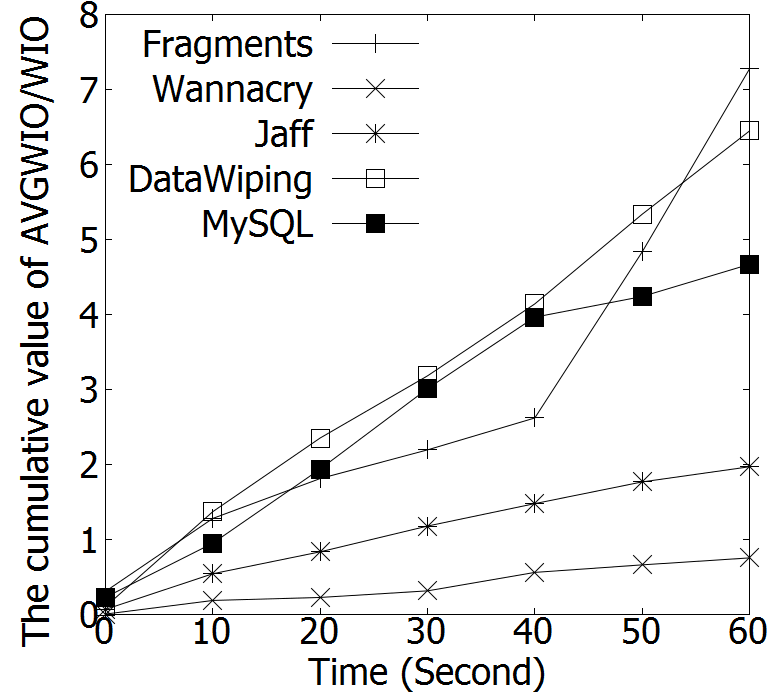 The cumulative value of AVGWIO/WIO
8
7
6
5
4
3
2
1
0
Fragments
Wannacry
Jaff
DataWiping
MySQL
0 10 20 30 40 50 60
Time (Second)